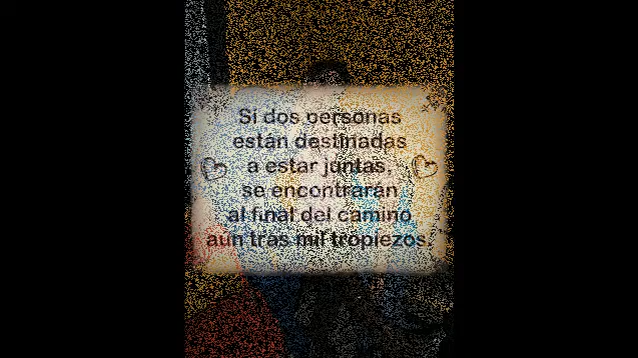 Si dos personas
están destinadas
a estar juntas,
se encontrarán
al final del camino
aún tras mil tropiezos.